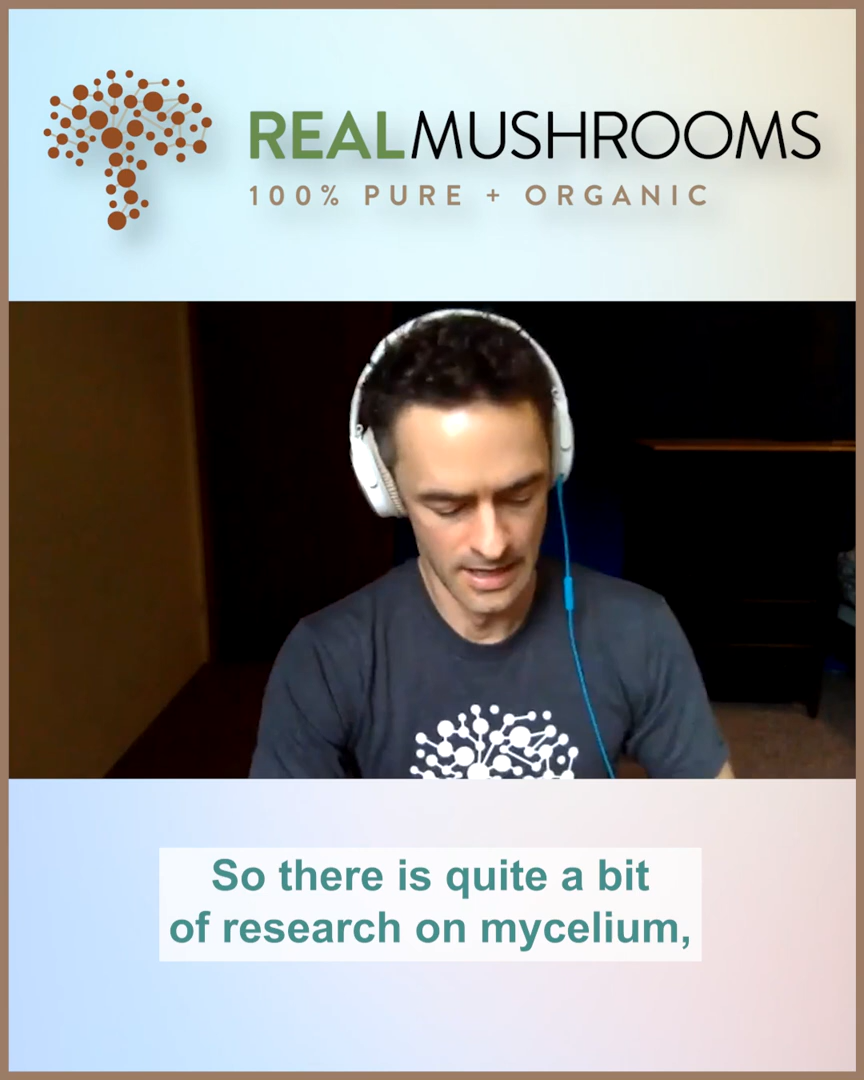 REALMUSHROOMS
100% PURE + ORGANIC
So there is quite a bit
of research on mycelium,